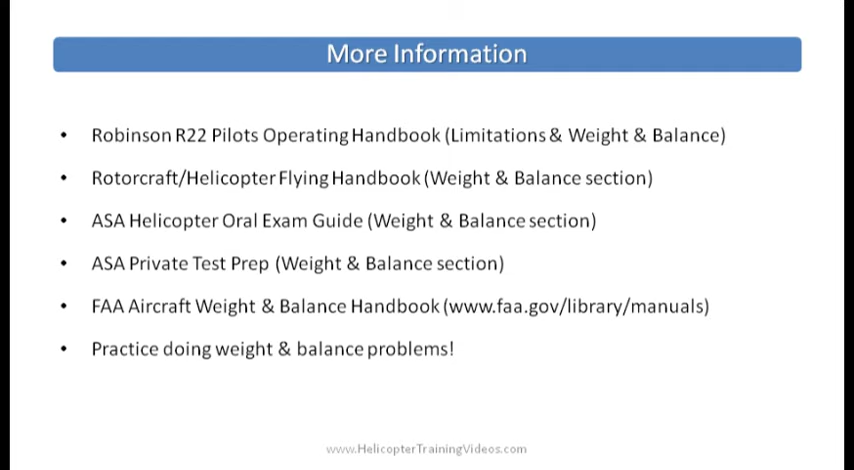 More Information
• Robinson R22 Pilots Operating Handbook (Limitations & Weight & Balance)
• Rotorcraft/Helicopter Flying Handbook (Weight & Balance section)
• ASA Helicopter Oral Exam Guide (Weight & Balance section)
• ASA Private Test Prep (Weight & Balance section)
• FAA Aircraft Weight & Balance Handbook (www.faa.gov/library/manuals)
• Practice doing weight & balance problems!
www.HelicopterTrainingVideos.com